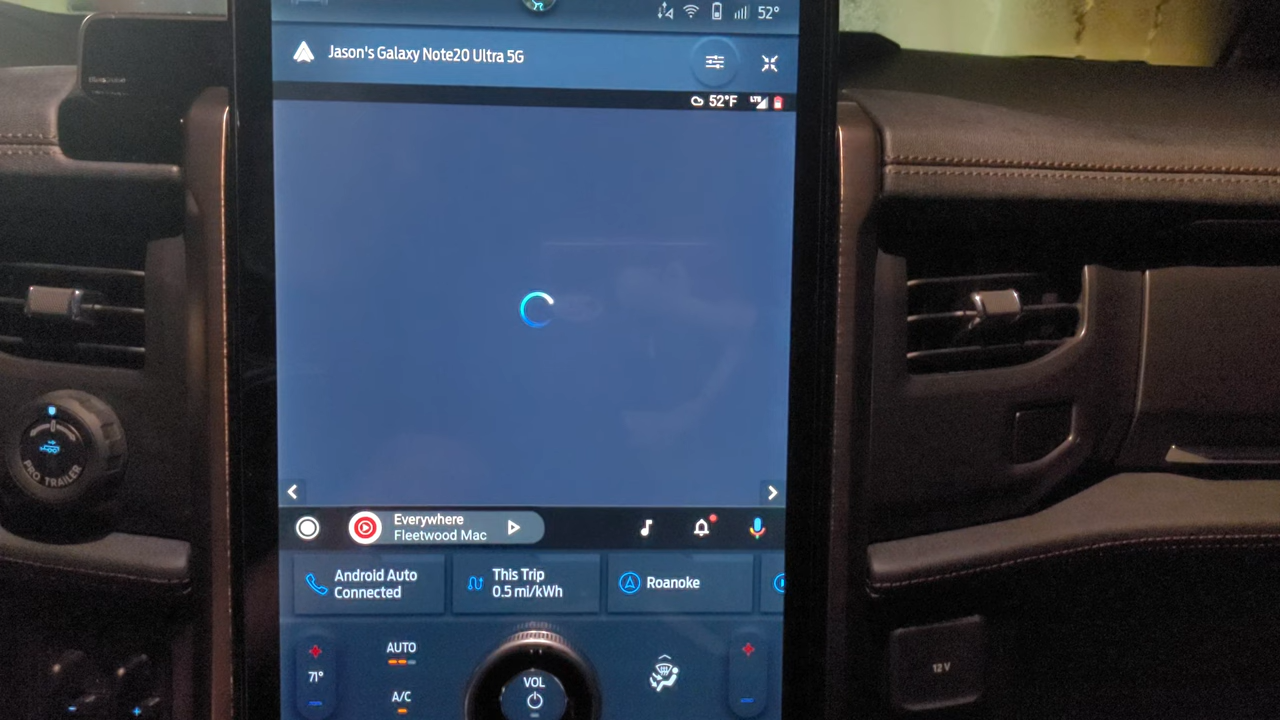 52°
Jason's Galaxy Note20 Ultra 5G
52°F
LTE
PRO TRAILER
Everywhere
Fleetwood Mac
Android Auto
Connected
This Trip
0.5 mi/kWh
Roanoke
AUTO
71°
A/C
VOL
12V